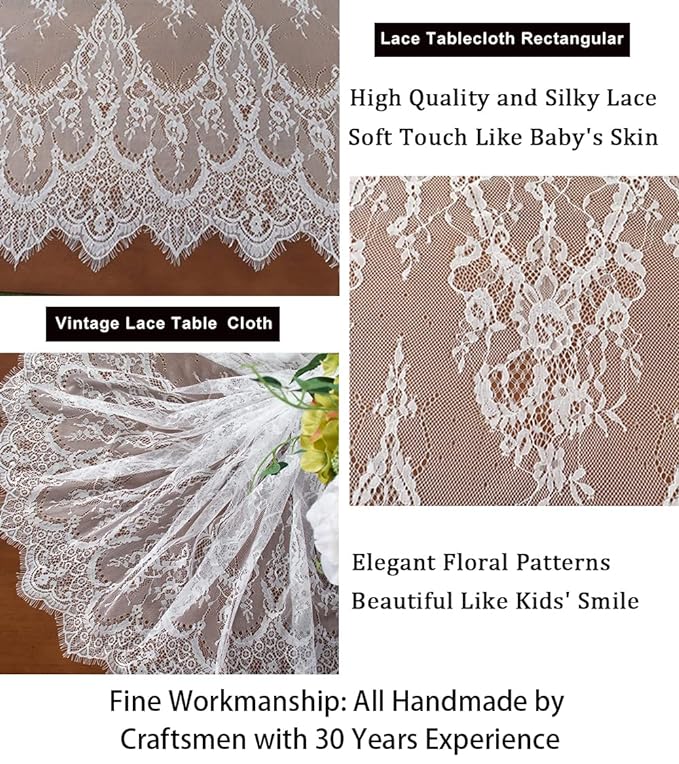 Lace Tablecloth Rectangular
High Quality and Silky Lace
Soft Touch Like Baby's Skin
Vintage Lace Table Cloth
Elegant Floral Patterns
Beautiful Like Kids' Smile
Fine Workmanship: All Handmade by
Craftsmen with 30 Years Experience